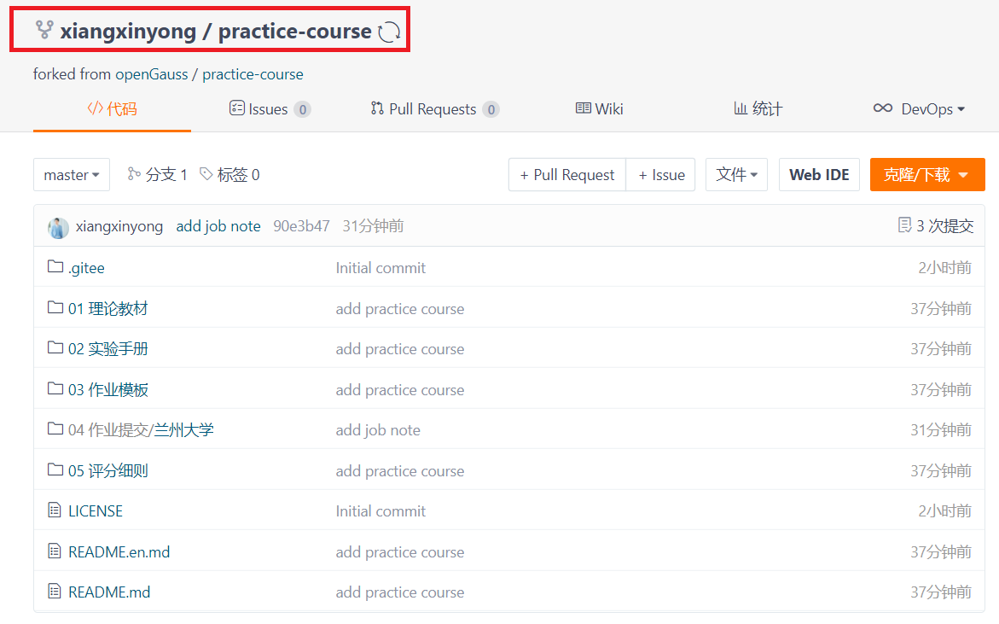 xiangxinyong / practice-course
forked from openGauss / practice-course
</> 代码 Issues 0 Pull Requests 0 Wiki 统计 DevOps
master 分支 1 标签 0 + Pull Request + Issue 文件 Web IDE 克隆/下载
xiangxinyong add job note 90e3b47 31分钟前 3 次提交
.gitee Initial commit 2小时前
01 理论教材 add practice course 37分钟前
02 实验手册 add practice course 37分钟前
03 作业模板 add practice course 37分钟前
04 作业提交/兰州大学 add job note 31分钟前
05 评分细则 add practice course 37分钟前
LICENSE Initial commit 2小时前
README.en.md add practice course 37分钟前
README.md add practice course 37分钟前